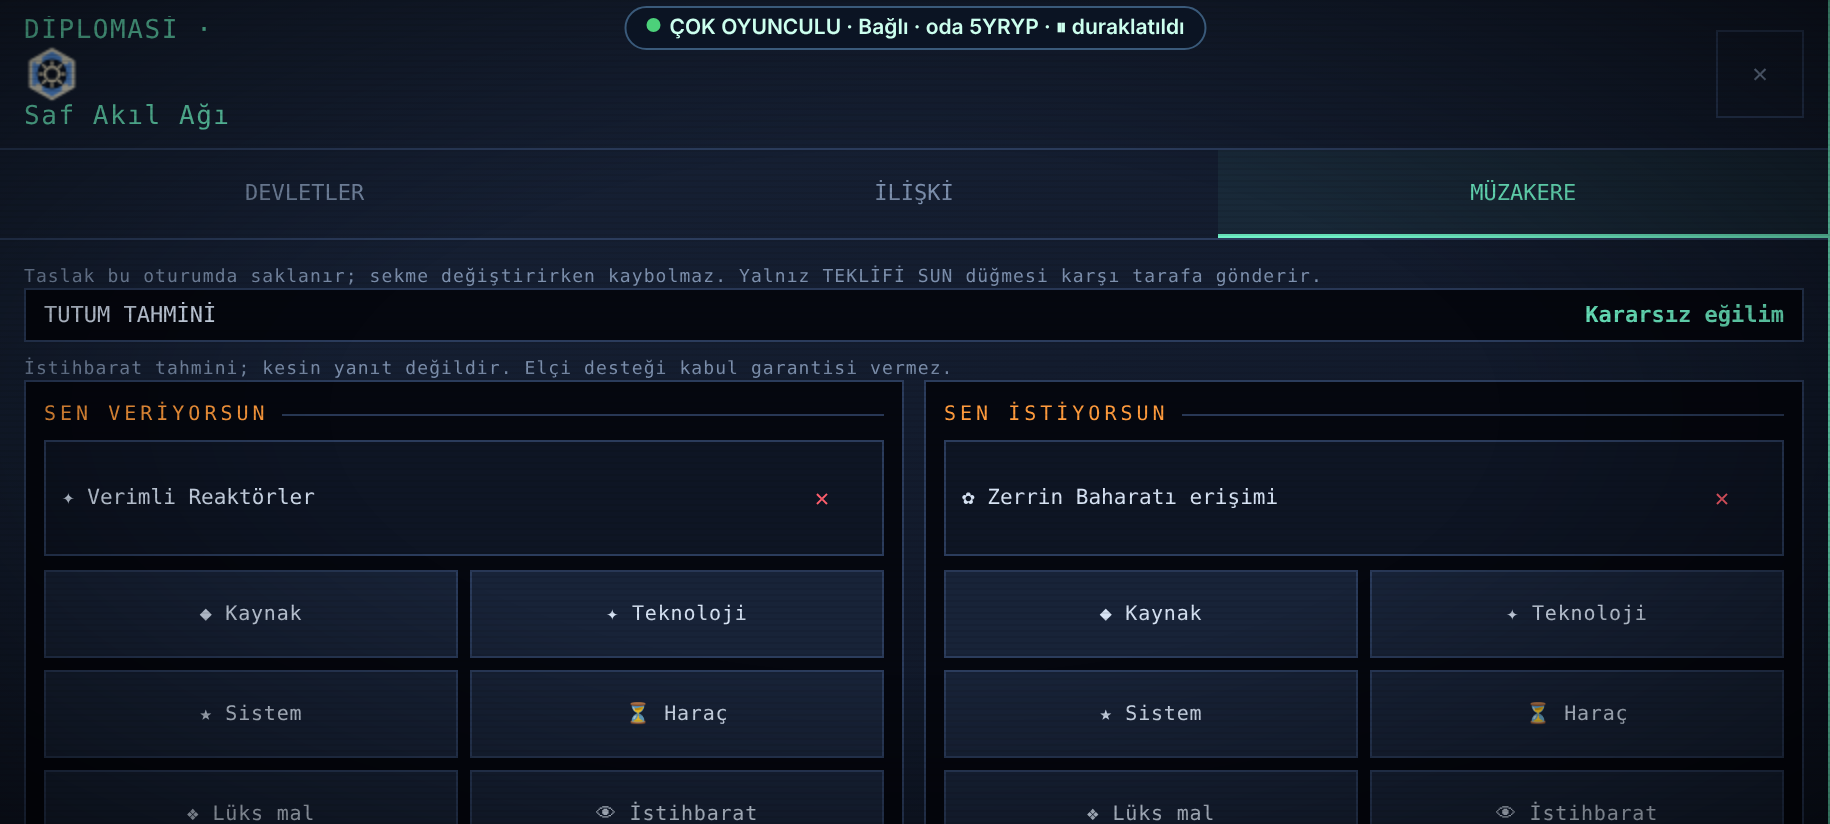 DİPLOMASİ ·
ÇOK OYUNCULU · Bağlı · oda 5YRYP · ⏸ duraklatıldı
×
Saf Akıl Ağı
DEVLETLER
İLİŞKİ
MÜZAKERE
Taslak bu oturumda saklanır; sekme değiştirirken kaybolmaz. Yalnız TEKLİFİ SUN düğmesi karşı tarafa gönderir.
TUTUM TAHMİNİ
Kararsız eğilim
İstihbarat tahmini; kesin yanıt değildir. Elçi desteği kabul garantisi vermez.
SEN VERİYORSUN
✦ Verimli Reaktörler ×
◆ Kaynak
✦ Teknoloji
★ Sistem
⏳ Haraç
❖ Lüks mal
👁 İstihbarat
SEN İSTİYORSUN
✿ Zerrin Baharatı erişimi ×
◆ Kaynak
✦ Teknoloji
★ Sistem
⏳ Haraç
❖ Lüks mal
👁 İstihbarat